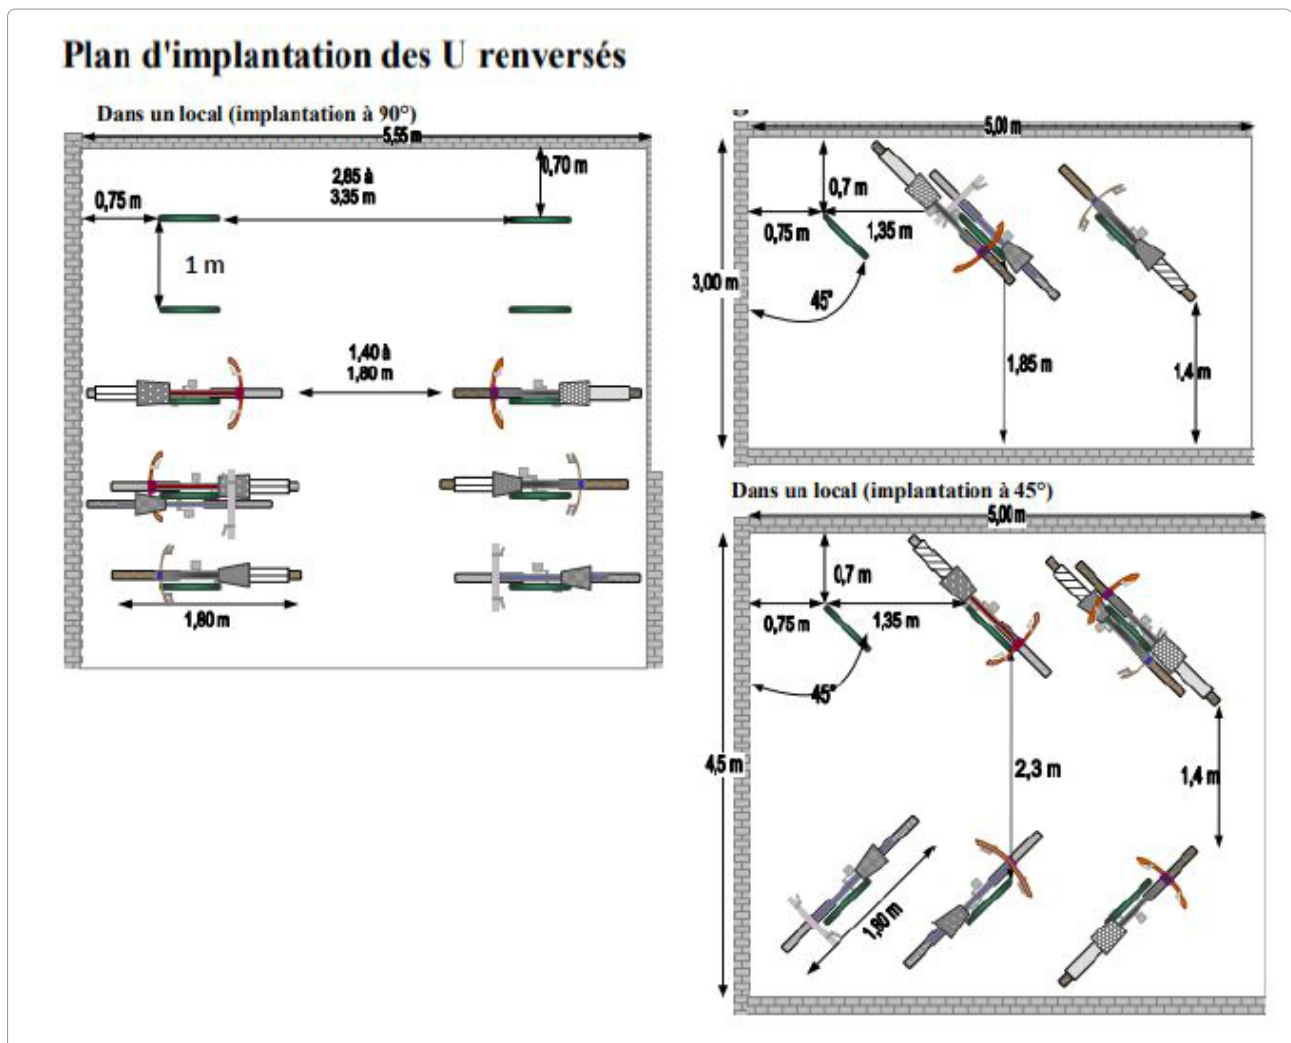 Plan d'implantation des U renversés
Dans un local (implantation à 90°)
5,55 m
0,70 m
2,85 à
3,35 m
0,75 m
1 m
1,40 à
1,80 m
1,80 m
5,00 m
0,7 m
0,75 m
1,35 m
3,00 m
45°
1,85 m
1,4 m
Dans un local (implantation à 45°)
5,00 m
0,7 m
0,75 m
1,35 m
45°
4,5 m
2,3 m
1,4 m
1,80 m